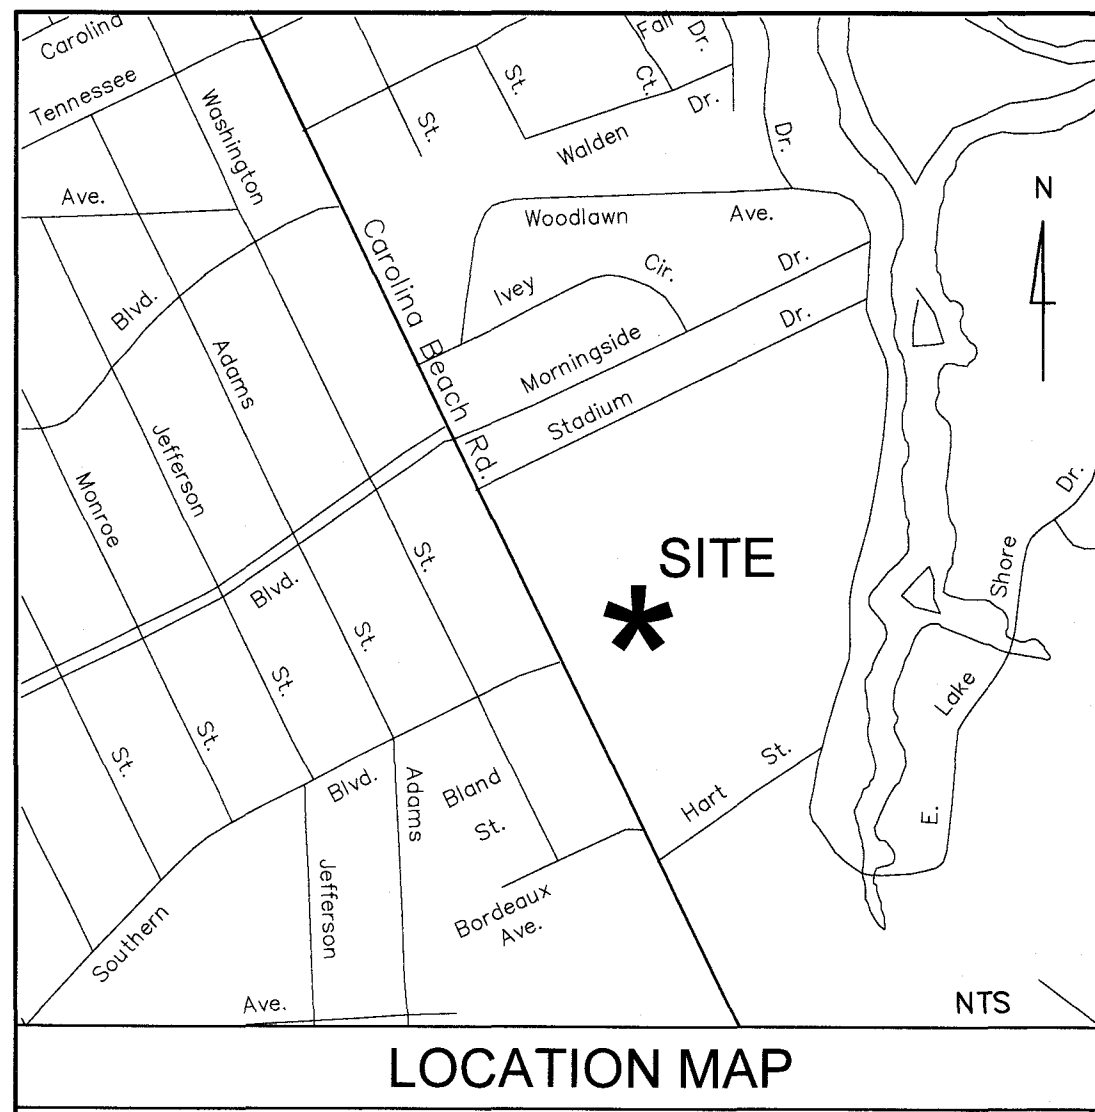 Carolina
Tennessee
Washington
St.
St.
Fall
Ct.
Dr.
Dr.
Walden
Dr.
Ave.
Woodlawn Ave.
N
Carolina Beach Rd.
Ivey Cir.
Dr.
Blvd.
Adams
Morningside
Dr.
Stadium
Jefferson
Monroe
Dr.
St.
SITE
*
Shore
Blvd.
St.
St.
Lake
St.
St.
St.
Hart
Blvd.
Adams
Bland
St.
E.
Jefferson
Bordeaux
Ave.
Southern
Ave.
NTS
LOCATION MAP